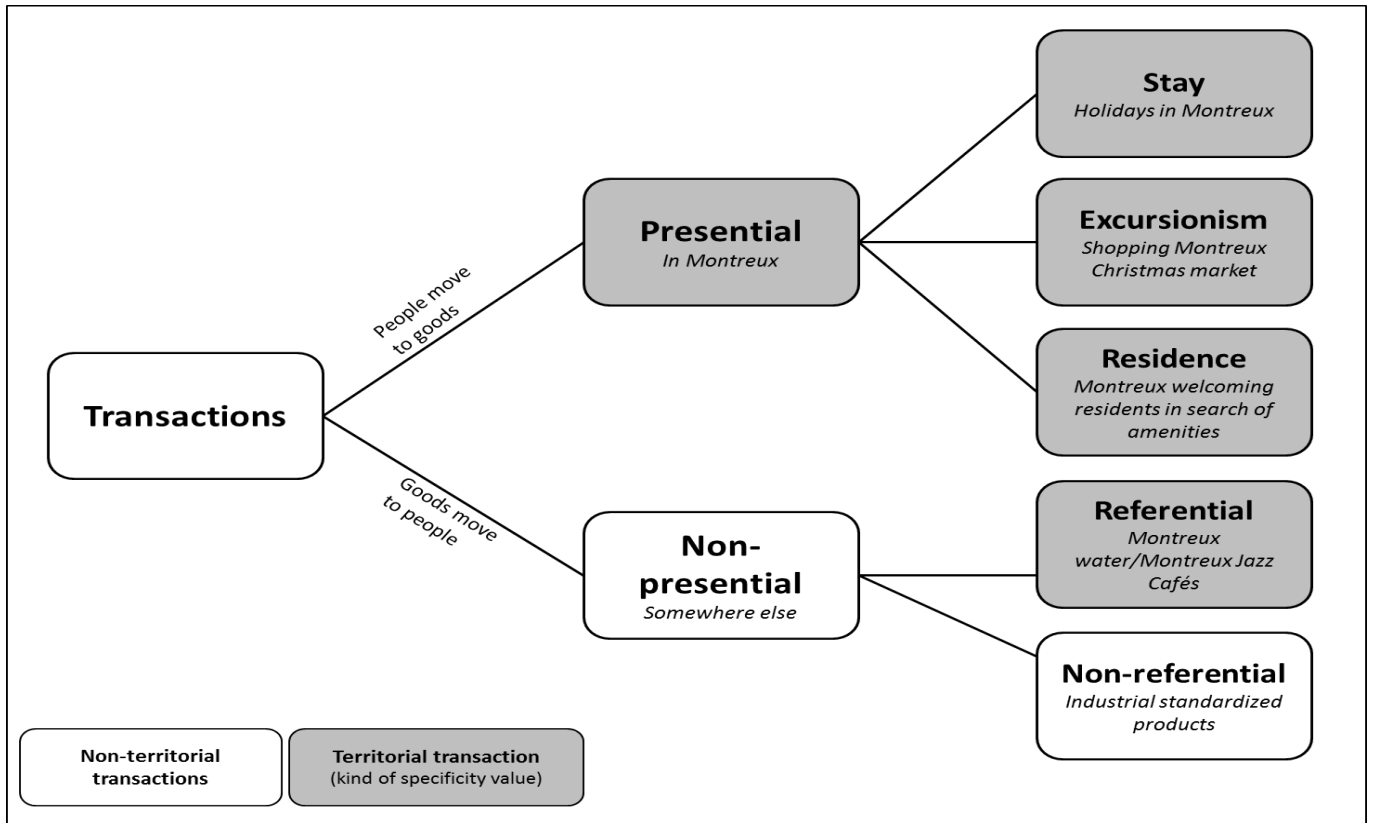 Stay
Holidays in Montreux
Excursionism
Shopping Montreux
Christmas market
Presential
In Montreux
People move
to goods
Residence
Montreux welcoming
residents in search of
amenities
Transactions
Goods move
to people
Referential
Montreux
water/Montreux Jazz
Cafés
Non-
presential
Somewhere else
Non-referential
Industrial standardized
products
Non-territorial
transactions
Territorial transaction
(kind of specificity value)